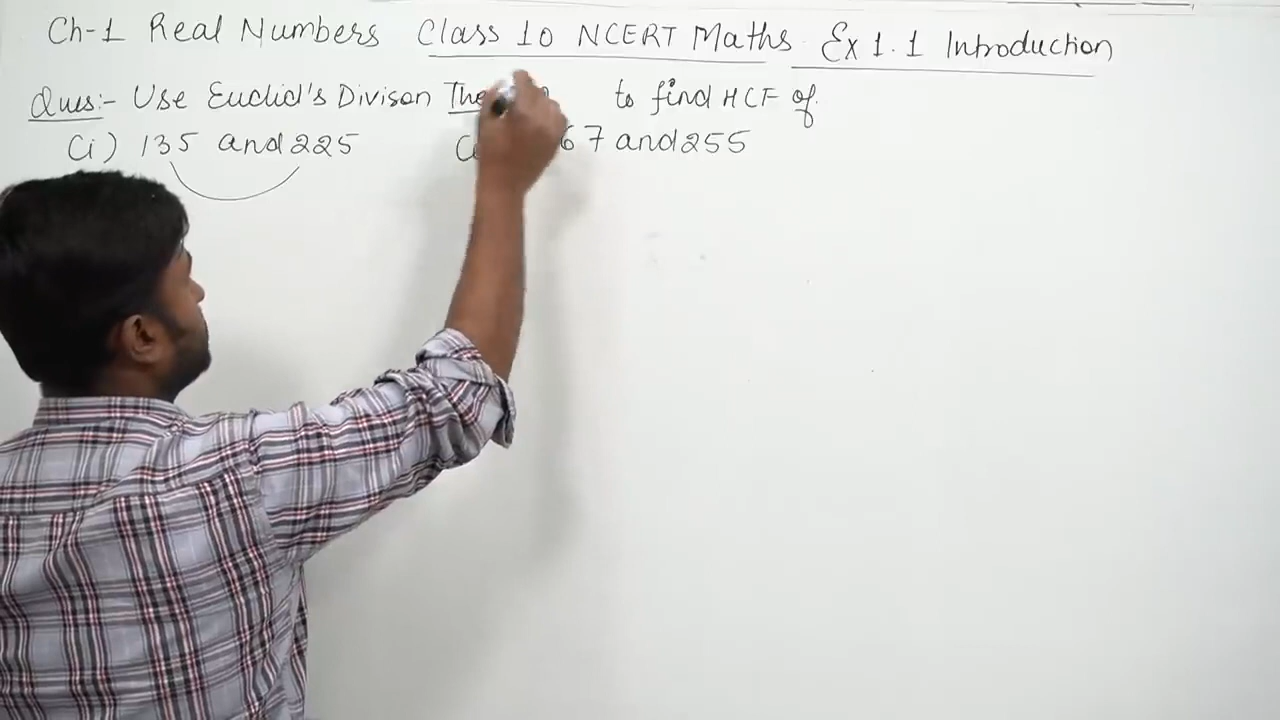 Ch-1 Real Numbers Class 10 NCERT Maths Ex 1.1 Introduction
Ques:- Use Euclid's Divison to find HCF of
(i) 135 and 225 67 and 255